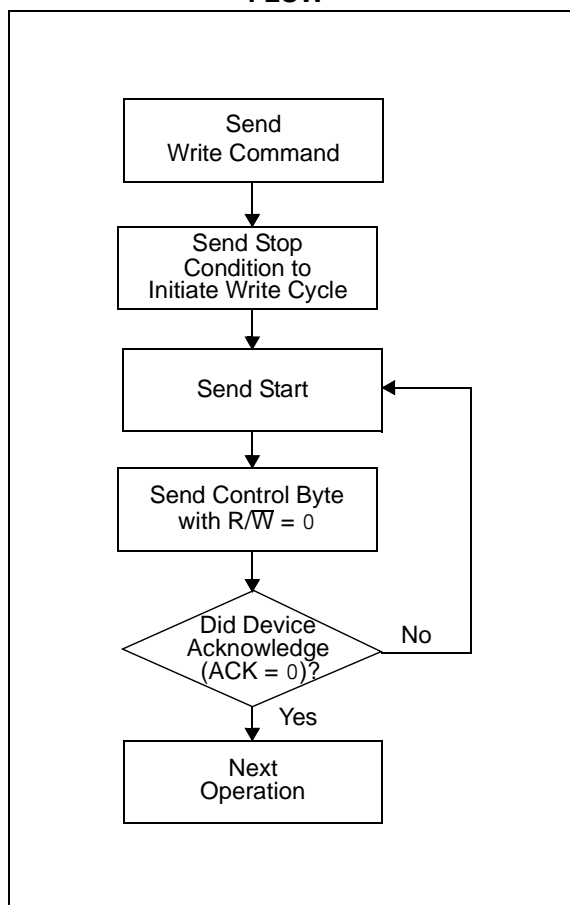 FLOW
Send
Write Command
Send Stop
Condition to
Initiate Write Cycle
Send Start
Send Control Byte
with R/W̅ = 0
Did Device
Acknowledge
(ACK = 0)?
No
Yes
Next
Operation